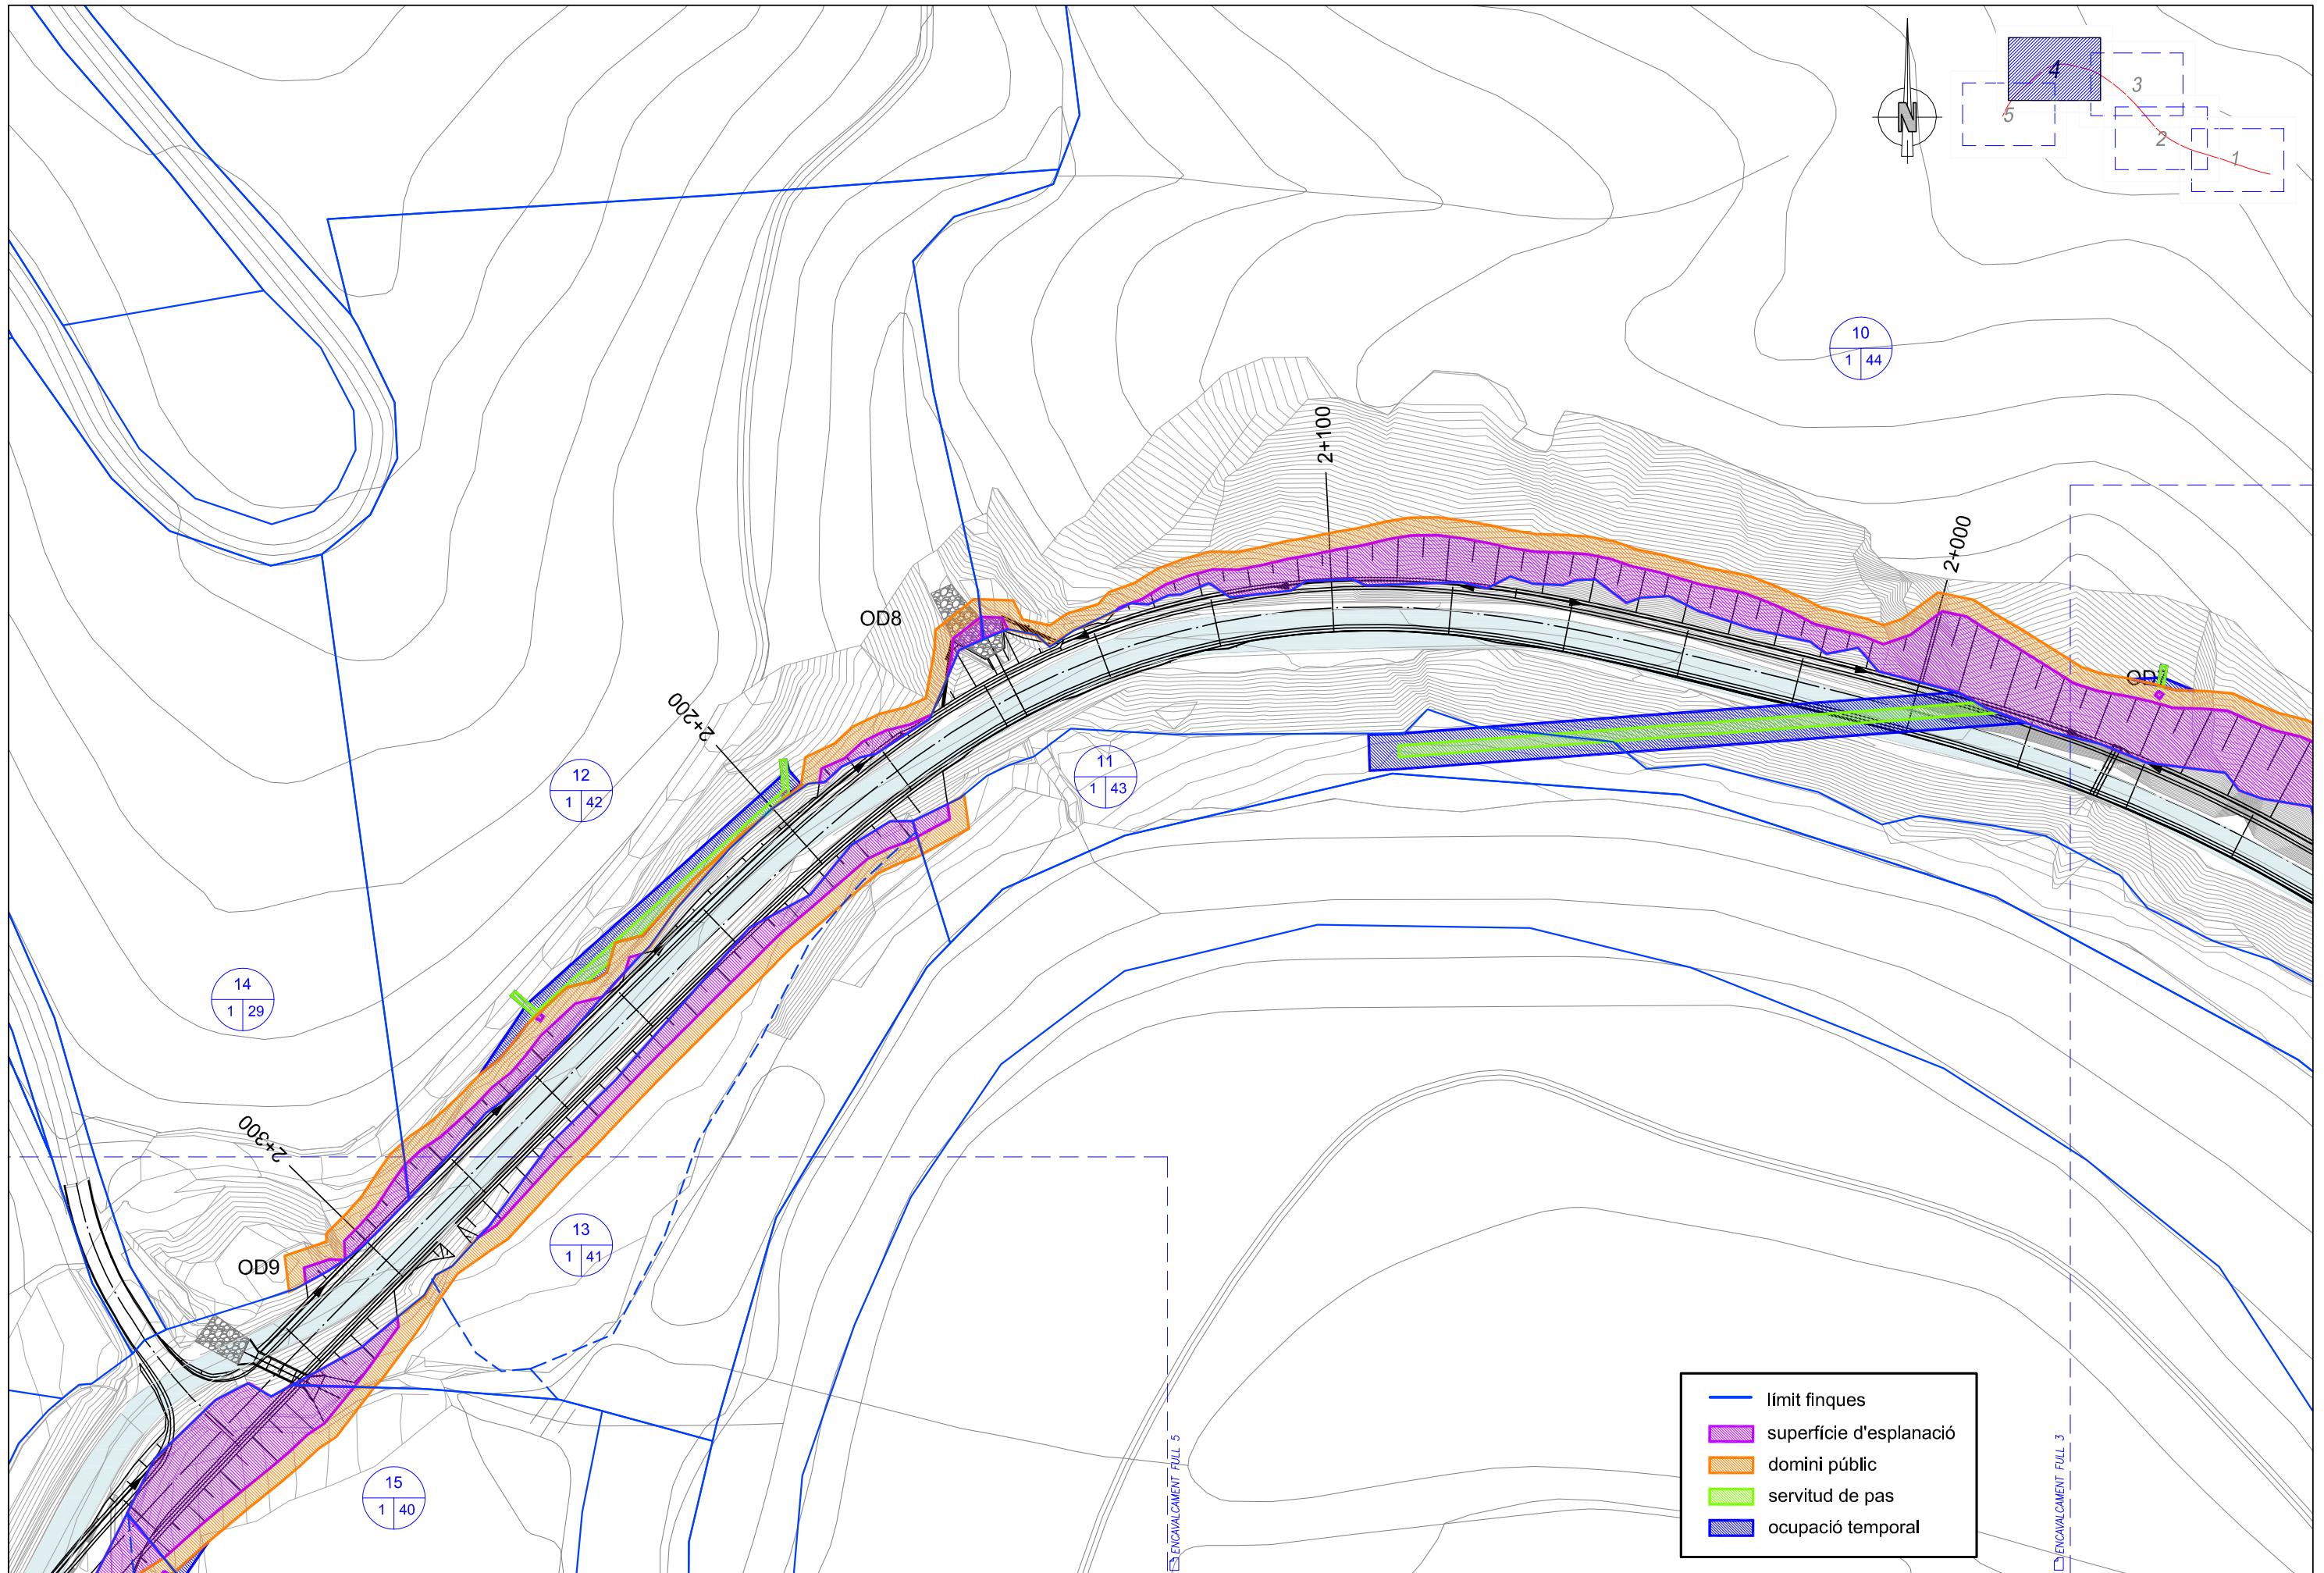 N
4
3
5
2
1
10
1 44
2+100
2+000
OD8
OD
2+200
12
1 42
11
1 43
14
1 29
2+300
13
1 41
OD9
15
1 40
ENCAVALCAMENT FULL 5
ENCAVALCAMENT FULL 3
límit finques
superfície d'esplanació
domini públic
servitud de pas
ocupació temporal